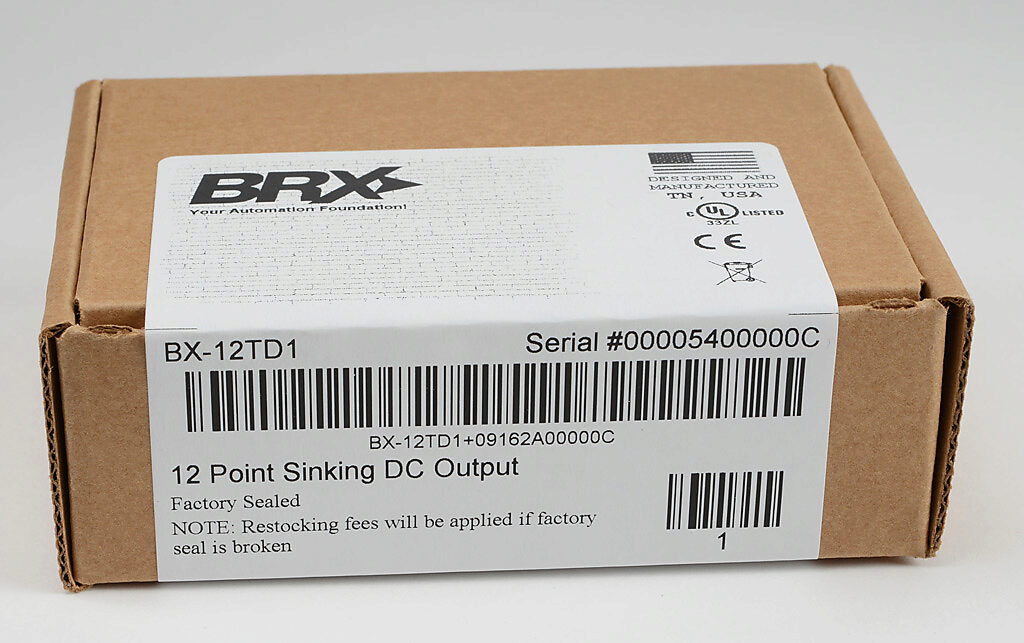 BRX
Your Automation Foundation!
DESIGNED AND
MANUFACTURED
TN, USA
C UL LISTED
33ZL
CE
BX-12TD1
Serial #00005400000C
BX-12TD1+09162A00000C
12 Point Sinking DC Output
Factory Sealed
NOTE: Restocking fees will be applied if factory
seal is broken
1